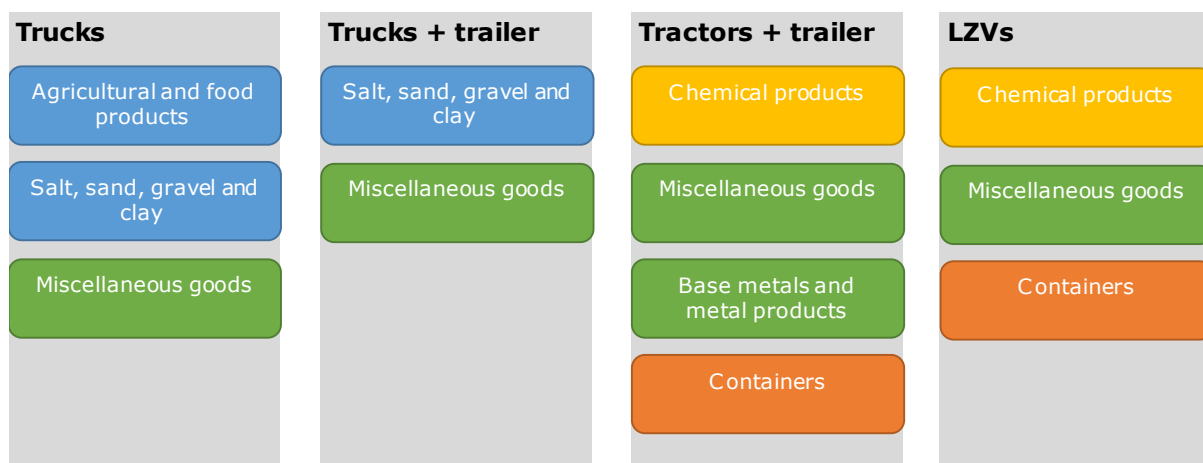 Trucks
Agricultural and food
products
Salt, sand, gravel and
clay
Miscellaneous goods
Trucks + trailer
Salt, sand, gravel and
clay
Miscellaneous goods
Tractors + trailer
Chemical products
Miscellaneous goods
Base metals and
metal products
Containers
LZVs
Chemical products
Miscellaneous goods
Containers